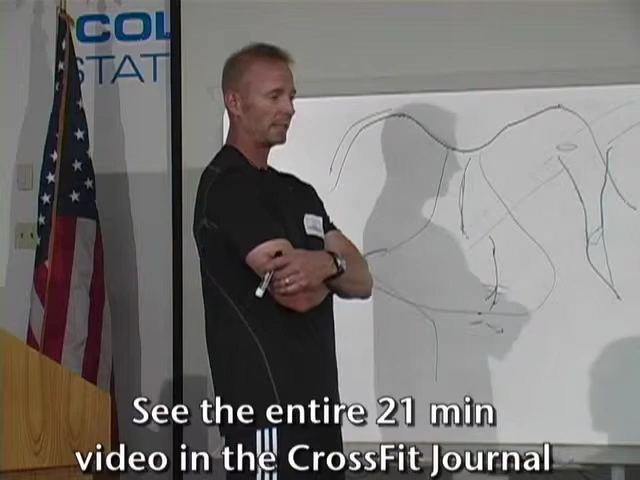 COL
STAT
See the entire 21 min
video in the CrossFit Journal